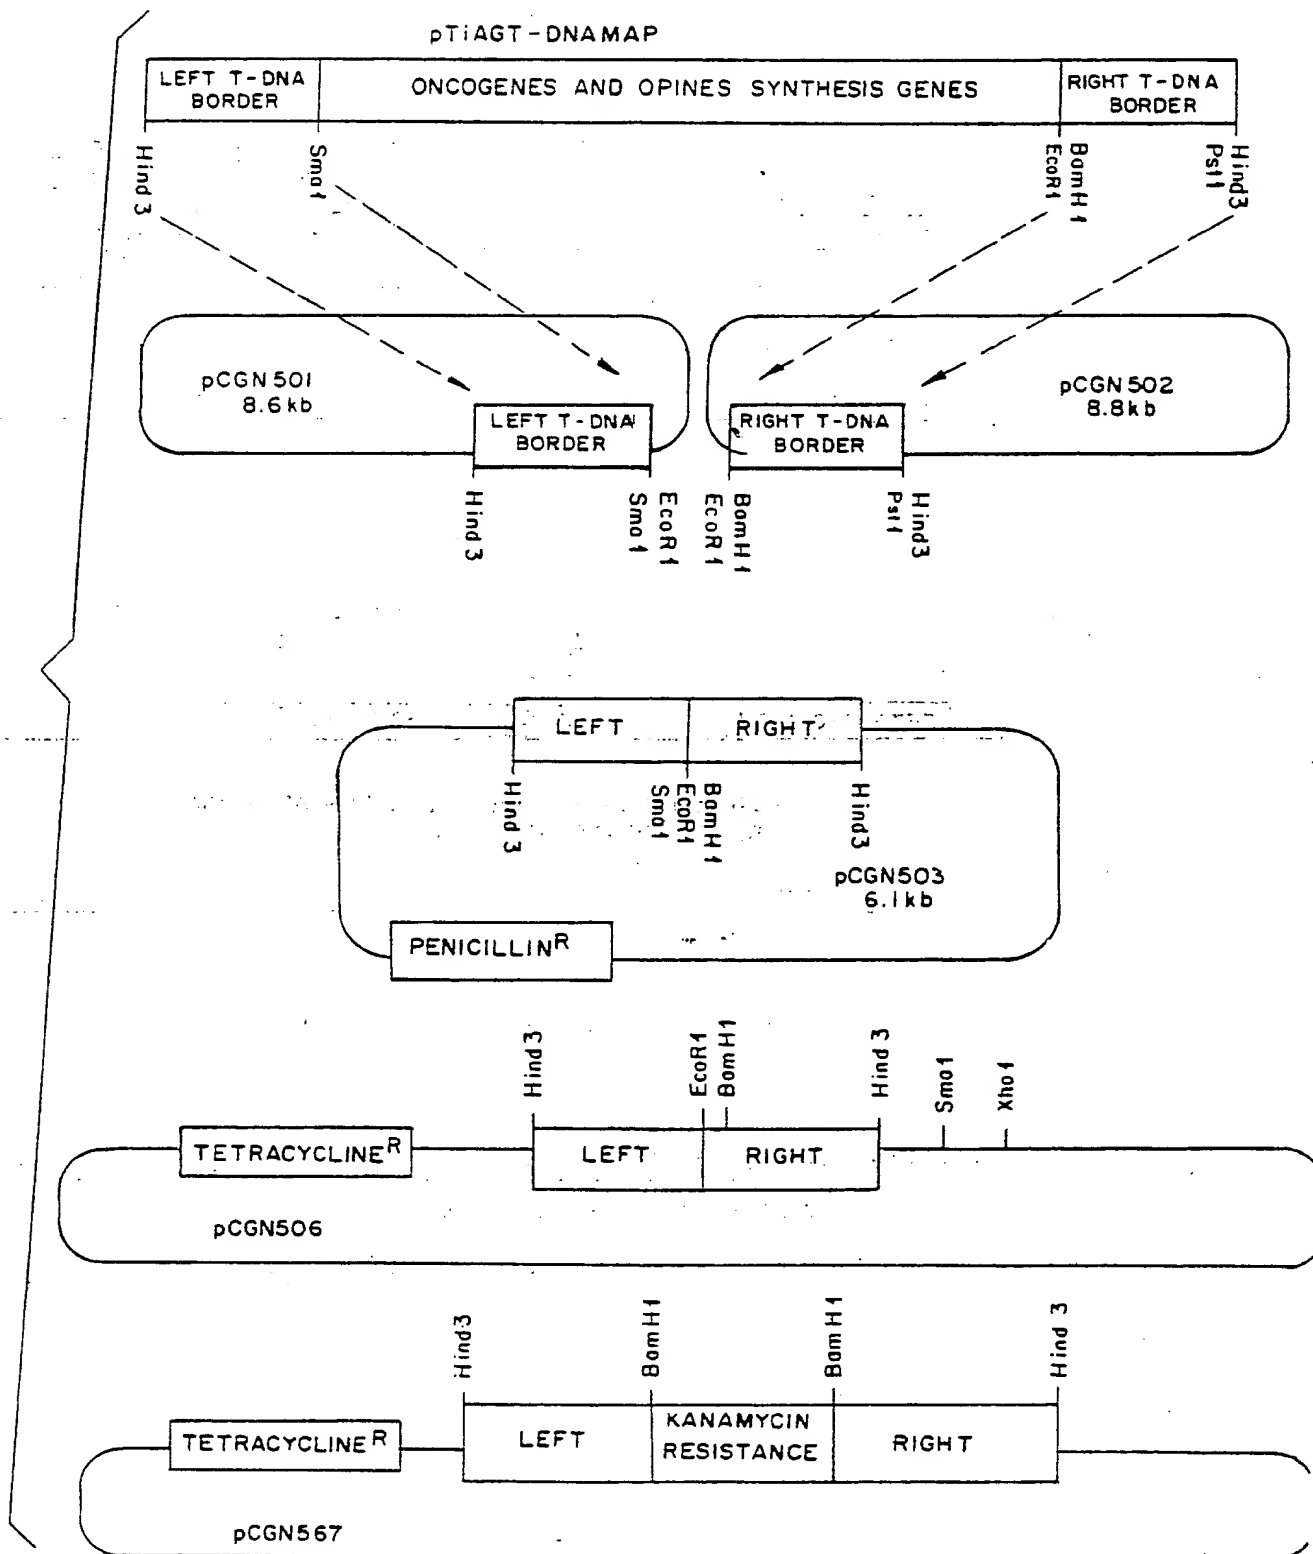 pTiAGT-DNAMAP
LEFT T-DNA
BORDER
ONCOGENES AND OPINES SYNTHESIS GENES
RIGHT T-DNA
BORDER
Hind 3
Sma1
EcoR1
BamH1
Pst1
Hind3
pCGN501
8.6kb
LEFT T-DNA
BORDER
RIGHT T-DNA
BORDER
pCGN502
8.8kb
Hind3
Sma1
EcoR1
EcoR1
BamH1
Pst1
Hind3
LEFT
RIGHT
Hind 3
Sma1
EcoR1
BamH1
Hind3
pCGN503
6.1kb
PENICILLINR
Hind3
EcoR1
BamH1
Hind 3
Sma1
Xho1
TETRACYCLINER
LEFT
RIGHT
pCGN506
Hind3
BamH1
BamH1
Hind 3
TETRACYCLINER
LEFT
KANAMYCIN
RESISTANCE
RIGHT
pCGN567